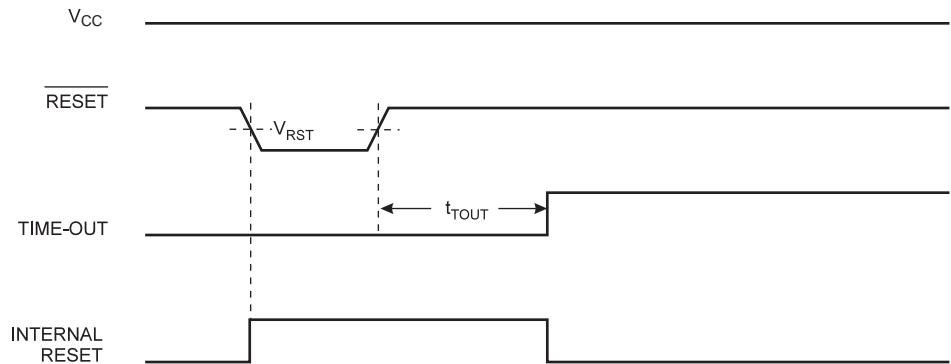 VCC
RESET
VRST
tTOUT
TIME-OUT
INTERNAL
RESET